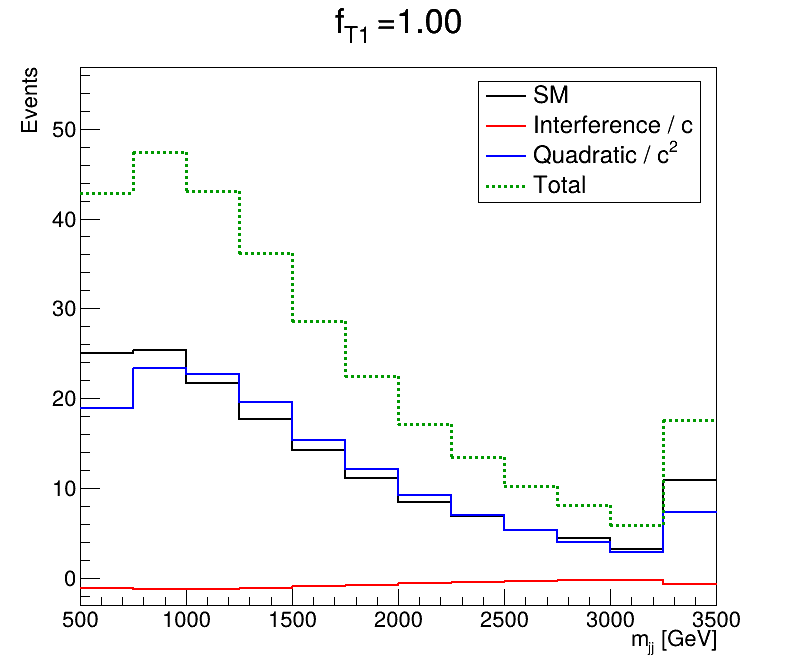 f_T1 =1.00
Events
SM
Interference / c
Quadratic / c²
Total
50
40
30
20
10
0
500 1000 1500 2000 2500 3000 3500
m_jj [GeV]